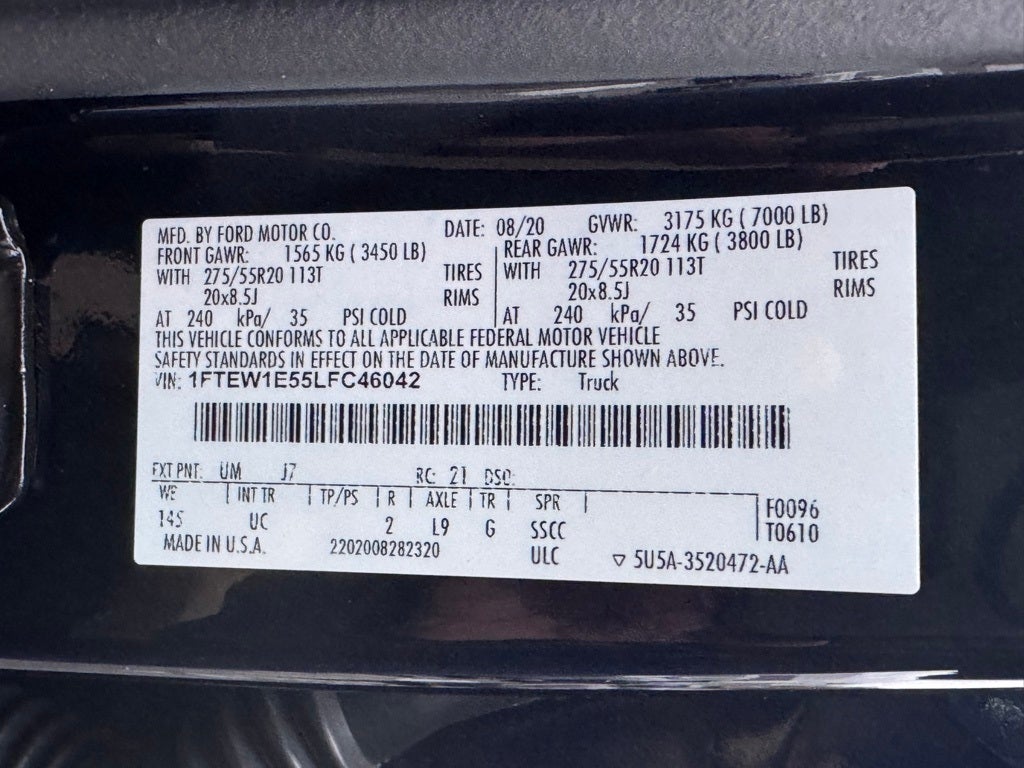 MFD. BY FORD MOTOR CO. DATE: 08/20 GVWR: 3175 KG ( 7000 LB)
FRONT GAWR: 1565 KG ( 3450 LB) REAR GAWR: 1724 KG ( 3800 LB)
WITH 275/55R20 113T TIRES WITH 275/55R20 113T TIRES
20x8.5J RIMS 20x8.5J RIMS
AT 240 kPa/ 35 PSI COLD AT 240 kPa/ 35 PSI COLD
THIS VEHICLE CONFORMS TO ALL APPLICABLE FEDERAL MOTOR VEHICLE
SAFETY STANDARDS IN EFFECT ON THE DATE OF MANUFACTURE SHOWN ABOVE.
VIN: 1FTEW1E55LFC46042 TYPE: Truck
EXT PNT: UM J7 RC: 21 DSO:
WB INT TR TP/PS R AXLE TR SPR F0096
145 UC 2 L9 G SSCC T0610
MADE IN U.S.A. 2202008282320 ULC ▽ 5U5A-3520472-AA